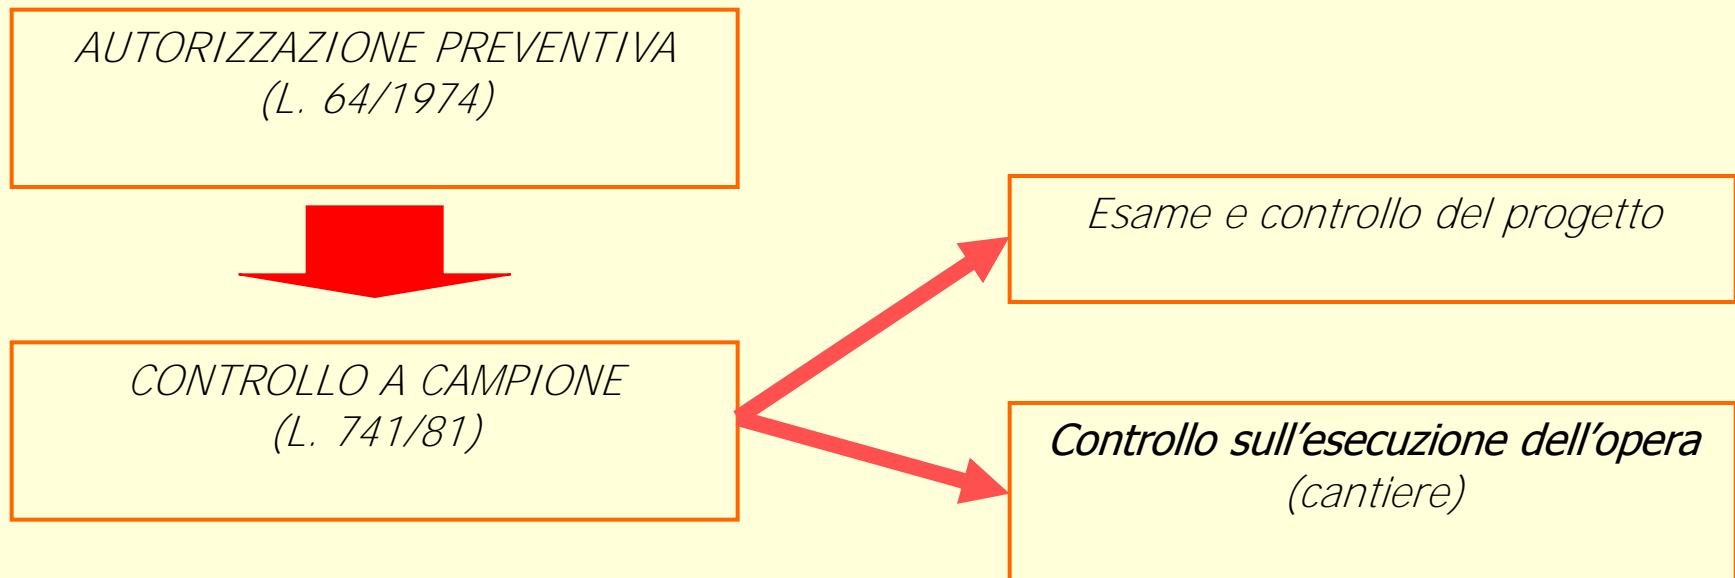 AUTORIZZAZIONE PREVENTIVA
(L. 64/1974)
CONTROLLO A CAMPIONE
(L. 741/81)
Esame e controllo del progetto
Controllo sull’esecuzione dell’opera
(cantiere)